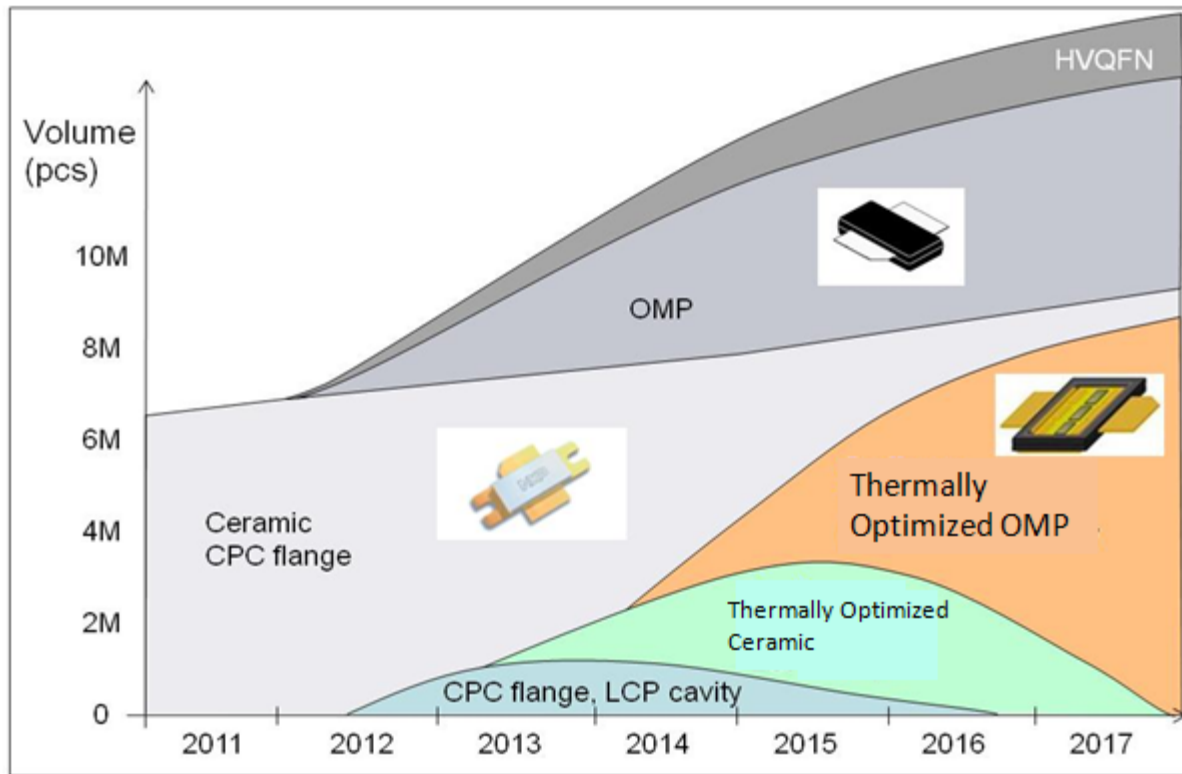 HVQFN
Volume
(pcs)
10M
OMP
8M
6M
Thermally
Optimized OMP
Ceramic
CPC flange
4M
2M
Thermally Optimized
Ceramic
CPC flange, LCP cavity
0
2011 2012 2013 2014 2015 2016 2017